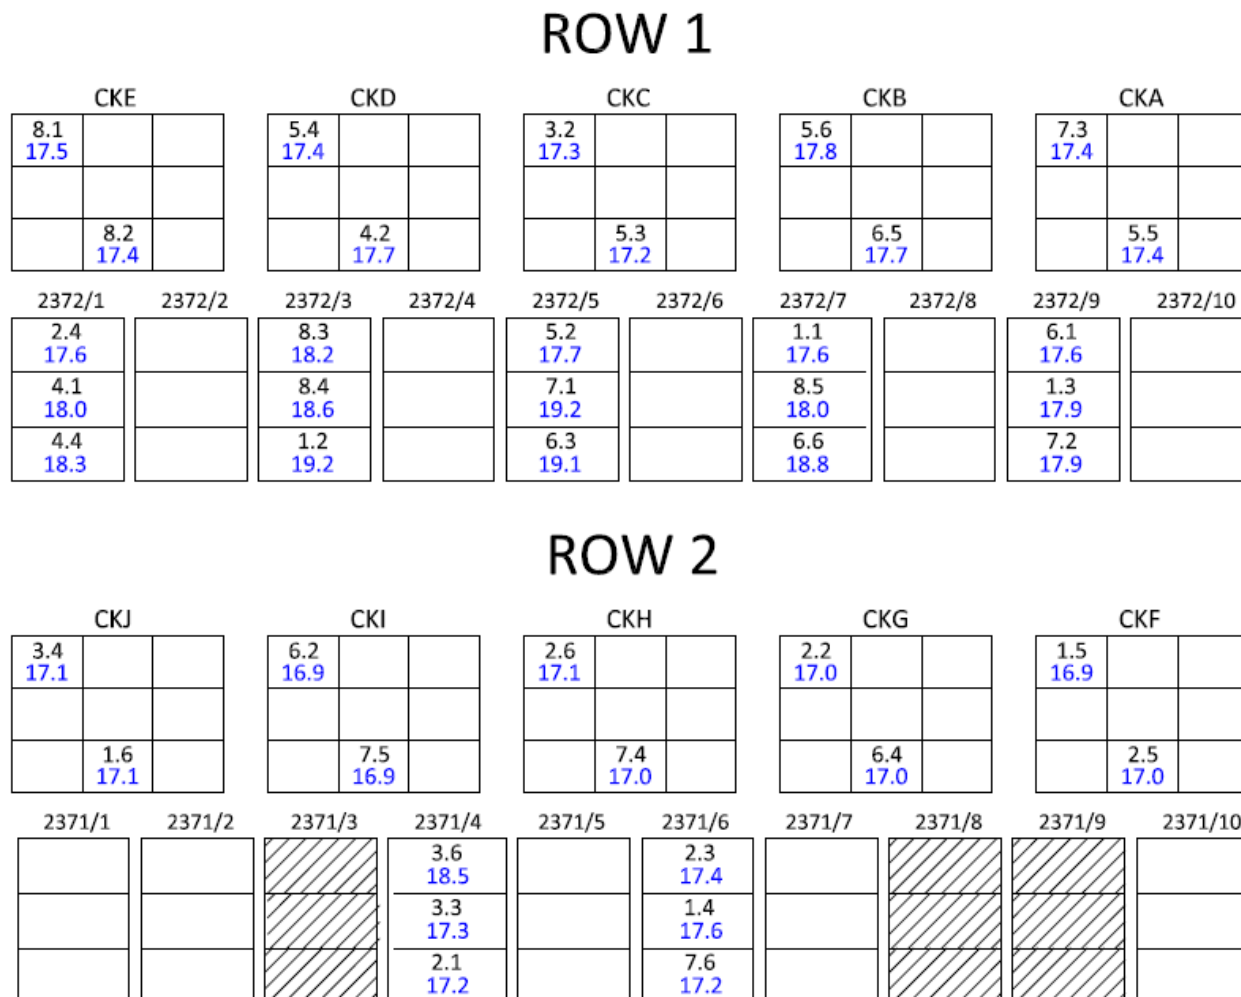 ROW 1
CKE CKD CKC CKB CKA
8.1 5.4 3.2 5.6 7.3
17.5 17.4 17.3 17.8 17.4
8.2 4.2 5.3 6.5 5.5
17.4 17.7 17.2 17.7 17.4
2372/1 2372/2 2372/3 2372/4 2372/5 2372/6 2372/7 2372/8 2372/9 2372/10
2.4 8.3 5.2 1.1 6.1
17.6 18.2 17.7 17.6 17.6
4.1 8.4 7.1 8.5 1.3
18.0 18.6 19.2 18.0 17.9
4.4 1.2 6.3 6.6 7.2
18.3 19.2 19.1 18.8 17.9
ROW 2
CKJ CKI CKH CKG CKF
3.4 6.2 2.6 2.2 1.5
17.1 16.9 17.1 17.0 16.9
1.6 7.5 7.4 6.4 2.5
17.1 16.9 17.0 17.0 17.0
2371/1 2371/2 2371/3 2371/4 2371/5 2371/6 2371/7 2371/8 2371/9 2371/10
3.6 2.3
18.5 17.4
3.3 1.4
17.3 17.6
2.1 7.6
17.2 17.2